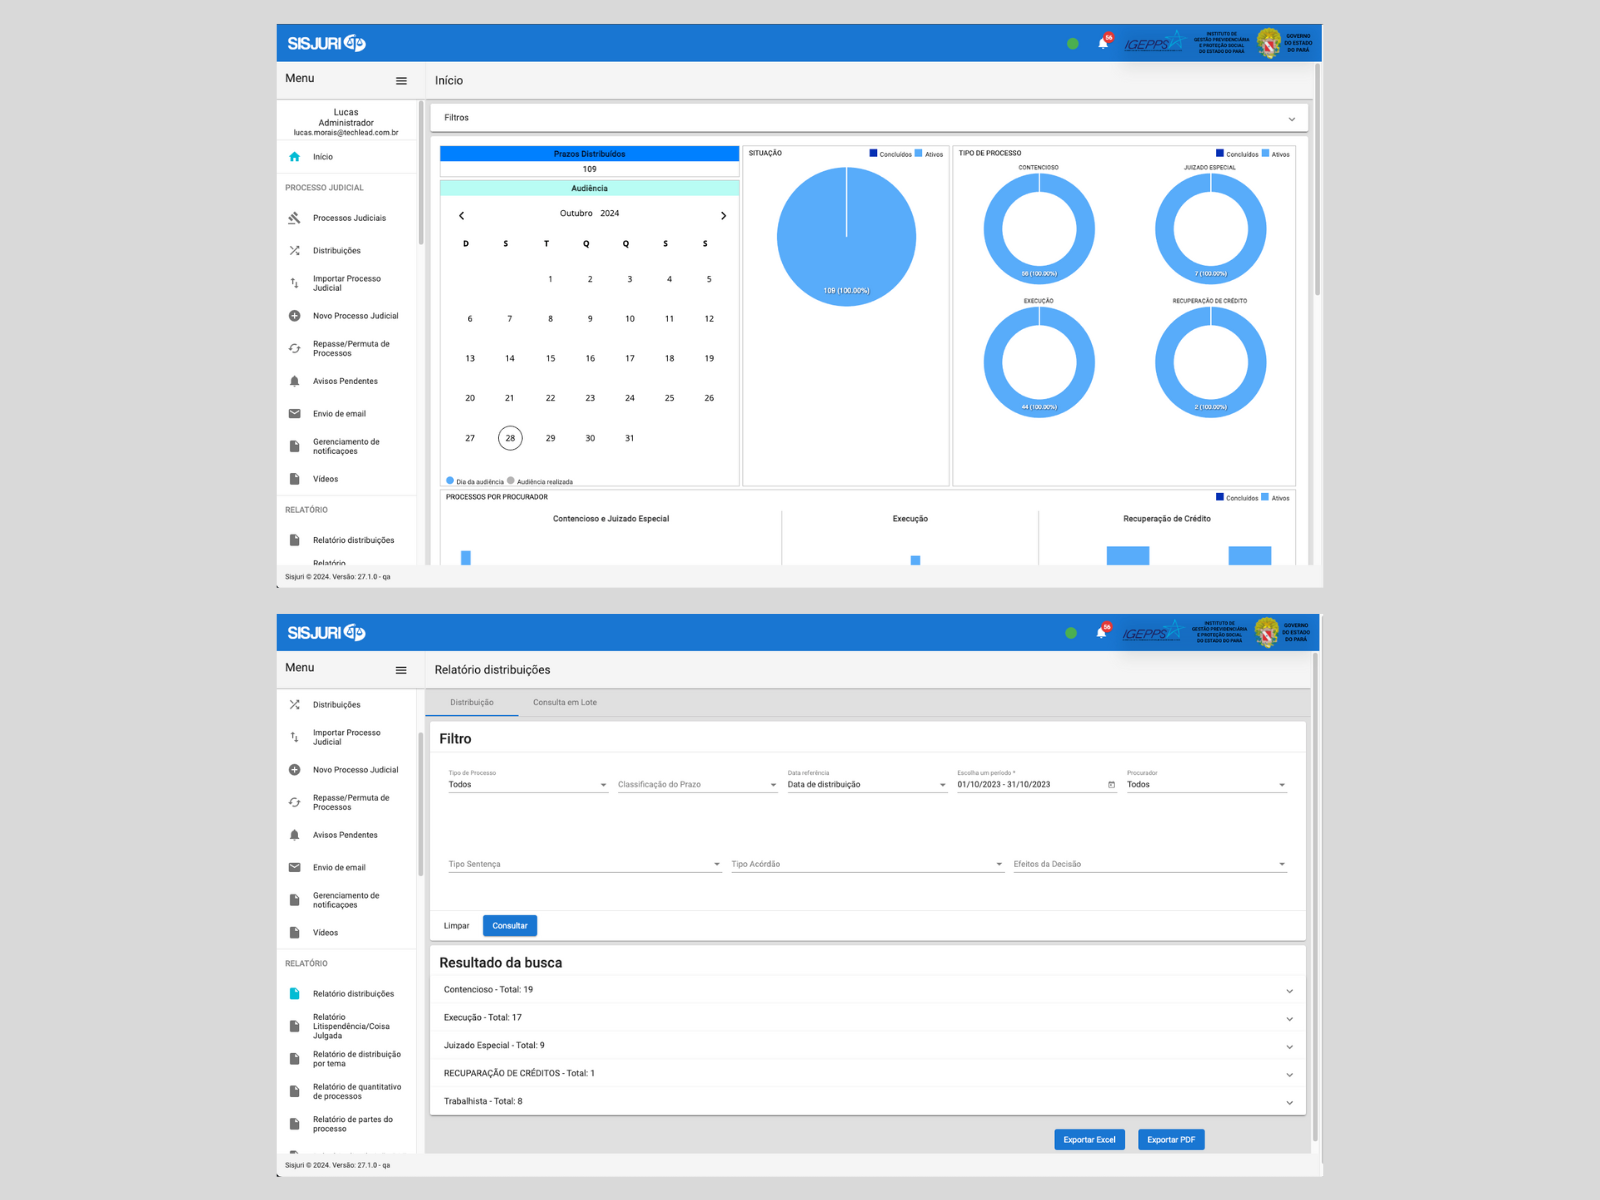 SISJURI
56
IGEPPS
INSTITUTO DE
GESTÃO PREVIDENCIÁRIA
E PROTEÇÃO SOCIAL
DO ESTADO DO PARÁ
GOVERNO
DO ESTADO
DO PARÁ
Menu
Início
Lucas
Administrador
lucas.morais@techlead.com.br
Início
PROCESSO JUDICIAL
Processos Judiciais
Distribuições
Importar Processo
Judicial
Novo Processo Judicial
Repasse/Permuta de
Processos
Avisos Pendentes
Envio de email
Gerenciamento de
notificaçoes
Vídeos
RELATÓRIO
Relatório distribuições
Relatório
Filtros
Prazos Distribuídos
109
Audiência
Outubro 2024
D S T Q Q S S
1 2 3 4 5
6 7 8 9 10 11 12
13 14 15 16 17 18 19
20 21 22 23 24 25 26
27 28 29 30 31
Dia da audiência Audiência realizada
SITUAÇÃO
Concluídos Ativos
109 (100.00%)
TIPO DE PROCESSO
Concluídos Ativos
CONTENCIOSO JUIZADO ESPECIAL
(100.00%) 7 (100.00%)
EXECUÇÃO RECUPERAÇÃO DE CRÉDITO
44 (100.00%) 2 (100.00%)
PROCESSOS POR PROCURADOR
Concluídos Ativos
Contencioso e Juizado Especial
Execução
Recuperação de Crédito
Sisjuri © 2024. Versão: 27.1.0 - qa
SISJURI
56
IGEPPS
INSTITUTO DE
GESTÃO PREVIDENCIÁRIA
E PROTEÇÃO SOCIAL
DO ESTADO DO PARÁ
GOVERNO
DO ESTADO
DO PARÁ
Menu
Relatório distribuições
Distribuições
Importar Processo
Judicial
Novo Processo Judicial
Repasse/Permuta de
Processos
Avisos Pendentes
Envio de email
Gerenciamento de
notificaçoes
Vídeos
RELATÓRIO
Relatório distribuições
Relatório
Litispendência/Coisa
Julgada
Relatório de distribuição
por tema
Relatório de quantitativo
de processos
Relatório de partes do
processo
Distribuição Consulta em Lote
Filtro
Tipo de Processo
Todos
Classificação do Prazo
Data referência
Data de distribuição
Escolha um período *
01/10/2023 - 31/10/2023
Procurador
Todos
Tipo Sentença
Tipo Acórdão
Efeitos da Decisão
Limpar
Consultar
Resultado da busca
Contencioso - Total: 19
Execução - Total: 17
Juizado Especial - Total: 9
RECUPARAÇÃO DE CRÉDITOS - Total: 1
Trabalhista - Total: 8
Exportar Excel
Exportar PDF
Sisjuri © 2024. Versão: 27.1.0 - qa